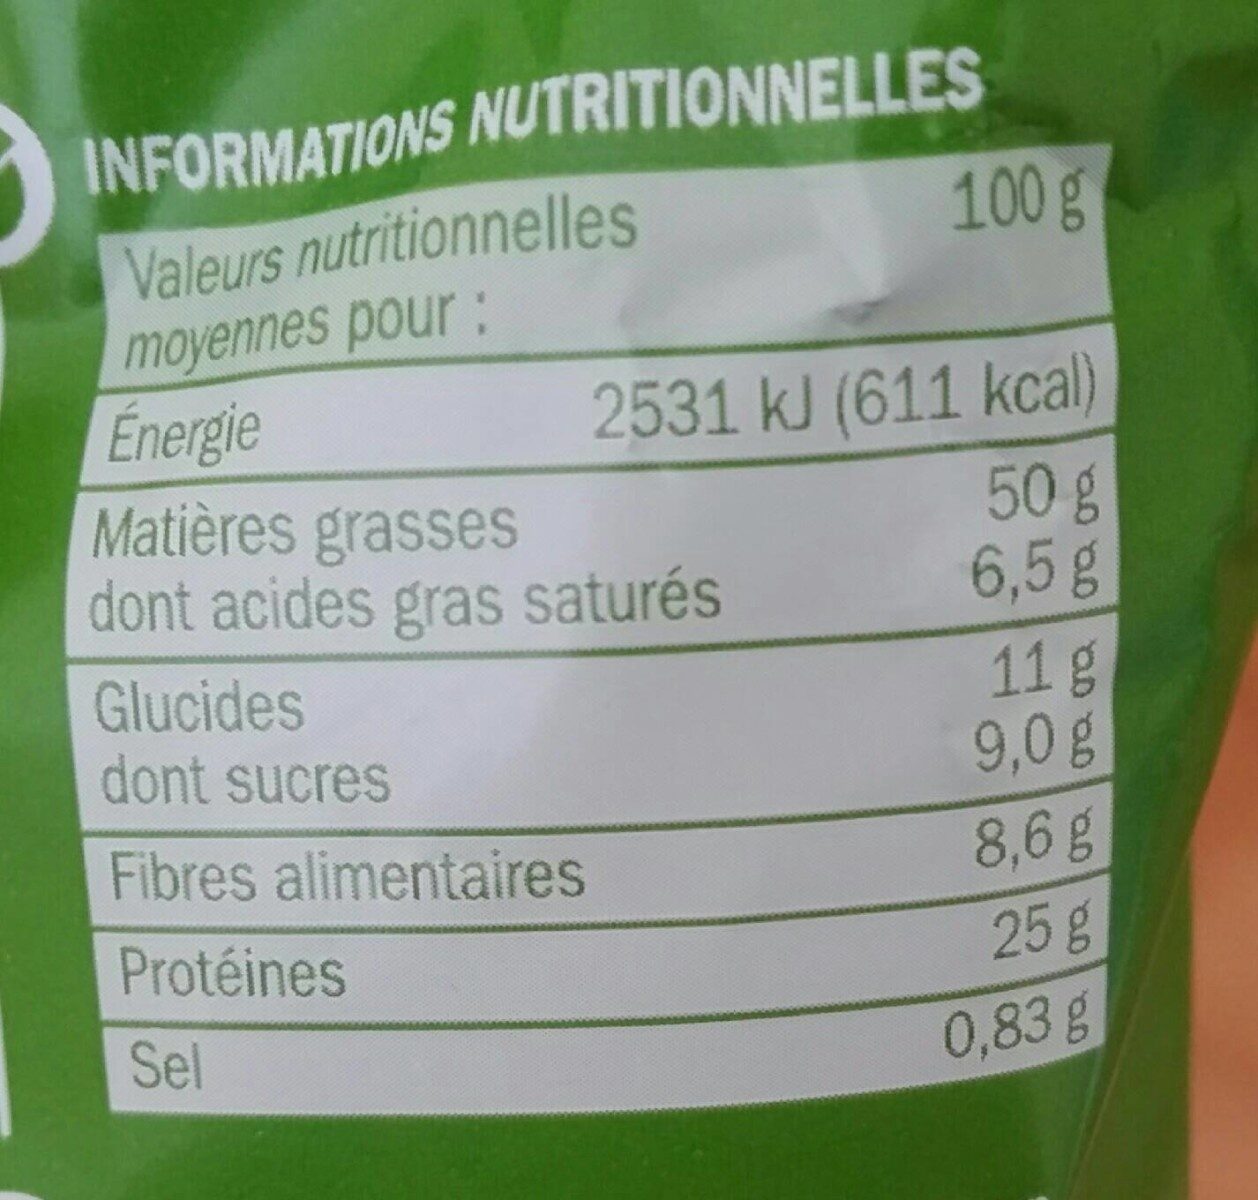 INFORMATIONS NUTRITIONNELLES
Valeurs nutritionnelles 100 g
moyennes pour :
Énergie 2531 kJ (611 kcal)
Matières grasses 50 g
dont acides gras saturés 6,5 g
Glucides 11 g
dont sucres 9,0 g
Fibres alimentaires 8,6 g
Protéines 25 g
Sel 0,83 g